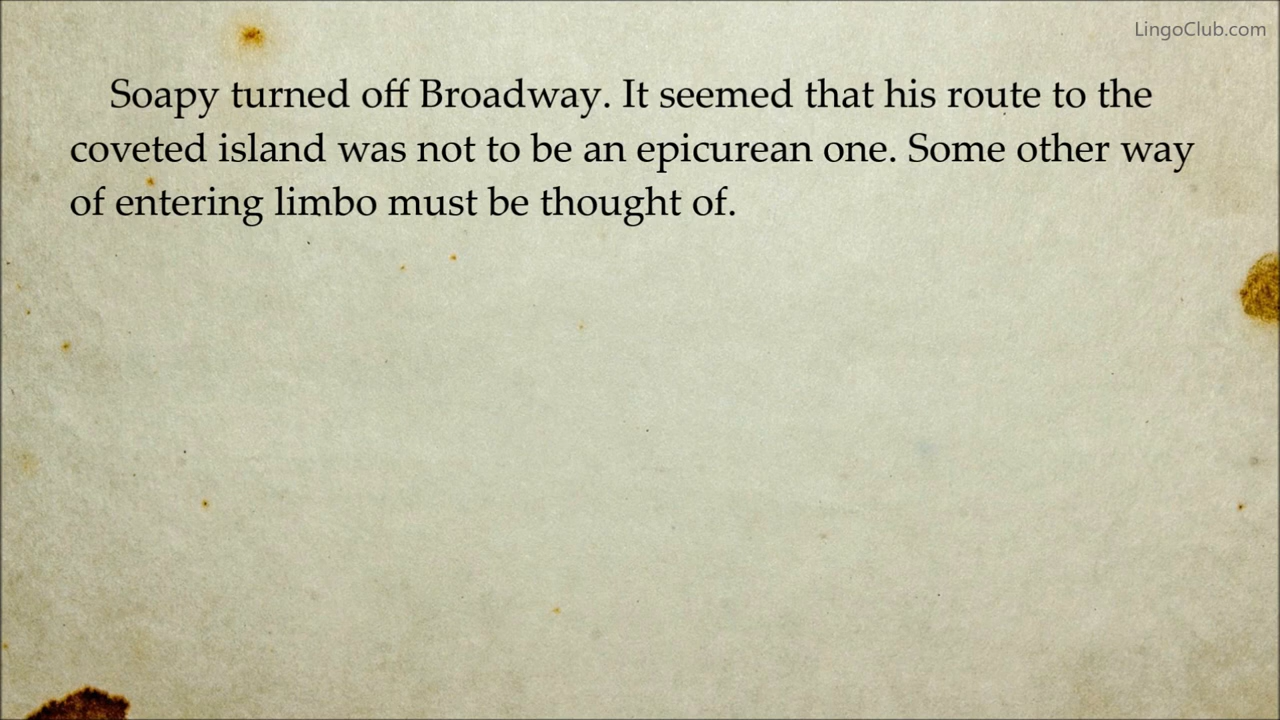 LingoClub.com
Soapy turned off Broadway. It seemed that his route to the
coveted island was not to be an epicurean one. Some other way
of entering limbo must be thought of.